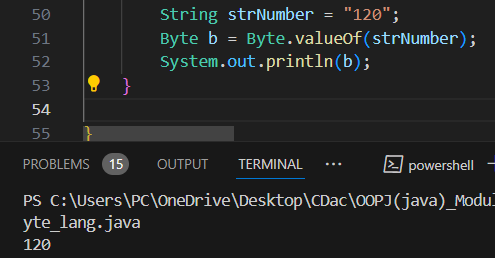 50 String strNumber = "120";
51 Byte b = Byte.valueOf(strNumber);
52 System.out.println(b);
53 }
54
55 }
PROBLEMS 15 OUTPUT TERMINAL ··· powershell
PS C:\Users\PC\OneDrive\Desktop\CDac\OOPJ(java)_Modul
yte_lang.java
120